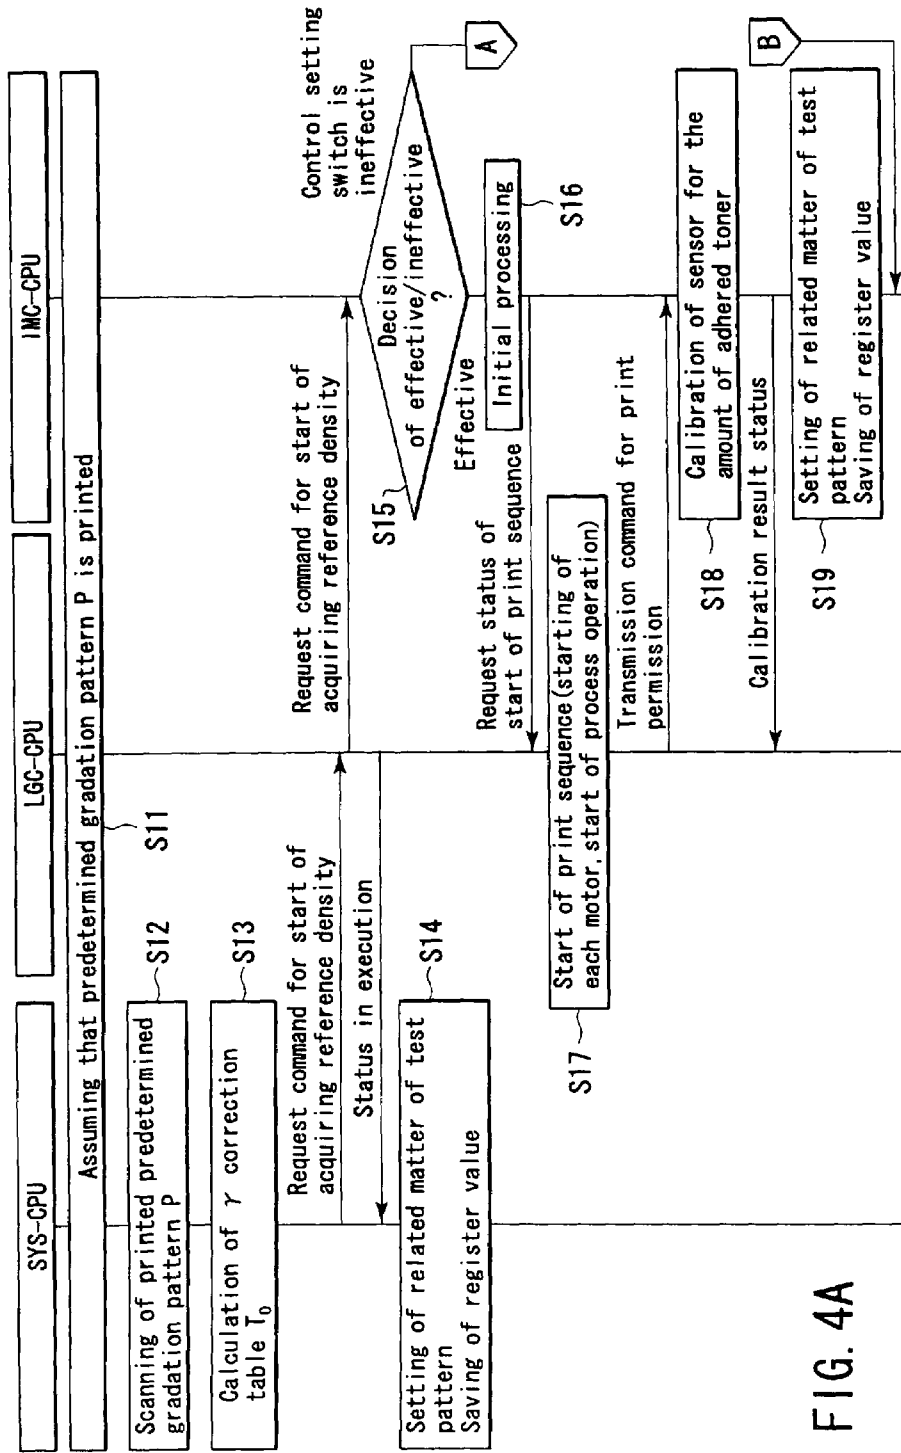 SYS-CPU
LGC-CPU
IMC-CPU
Assuming that predetermined gradation pattern P is printed
S11
Scanning of printed predetermined
gradation pattern P
S12
Calculation of γ correction
table T0
S13
Request command for start of
acquiring reference density
Request command for start of
acquiring reference density
Status in execution
Setting of related matter of test
pattern
Saving of register value
S14
Control setting
switch is
ineffective
Decision
of effective/ineffective
?
S15
A
Effective
Initial processing
S16
Request status of
start of print sequence
Start of print sequence(starting of
each motor, start of process operation)
S17
Transmission command for print
permission
Calibration of sensor for the
amount of adhered toner
S18
Calibration result status
Setting of related matter of test
pattern
Saving of register value
S19
B
FIG. 4A